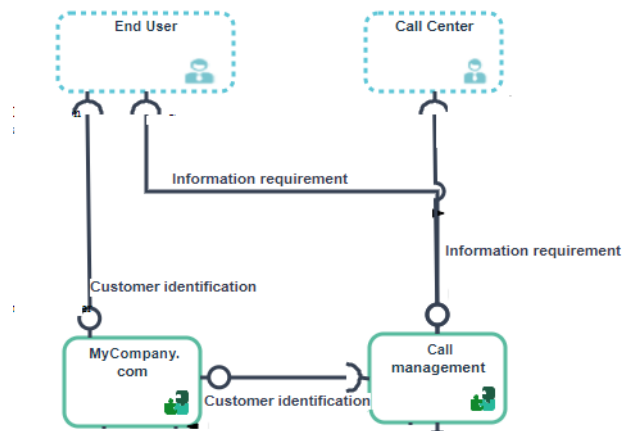 End User
Call Center
Information requirement
Information requirement
Customer identification
MyCompany.
com
Call
management
Customer identification